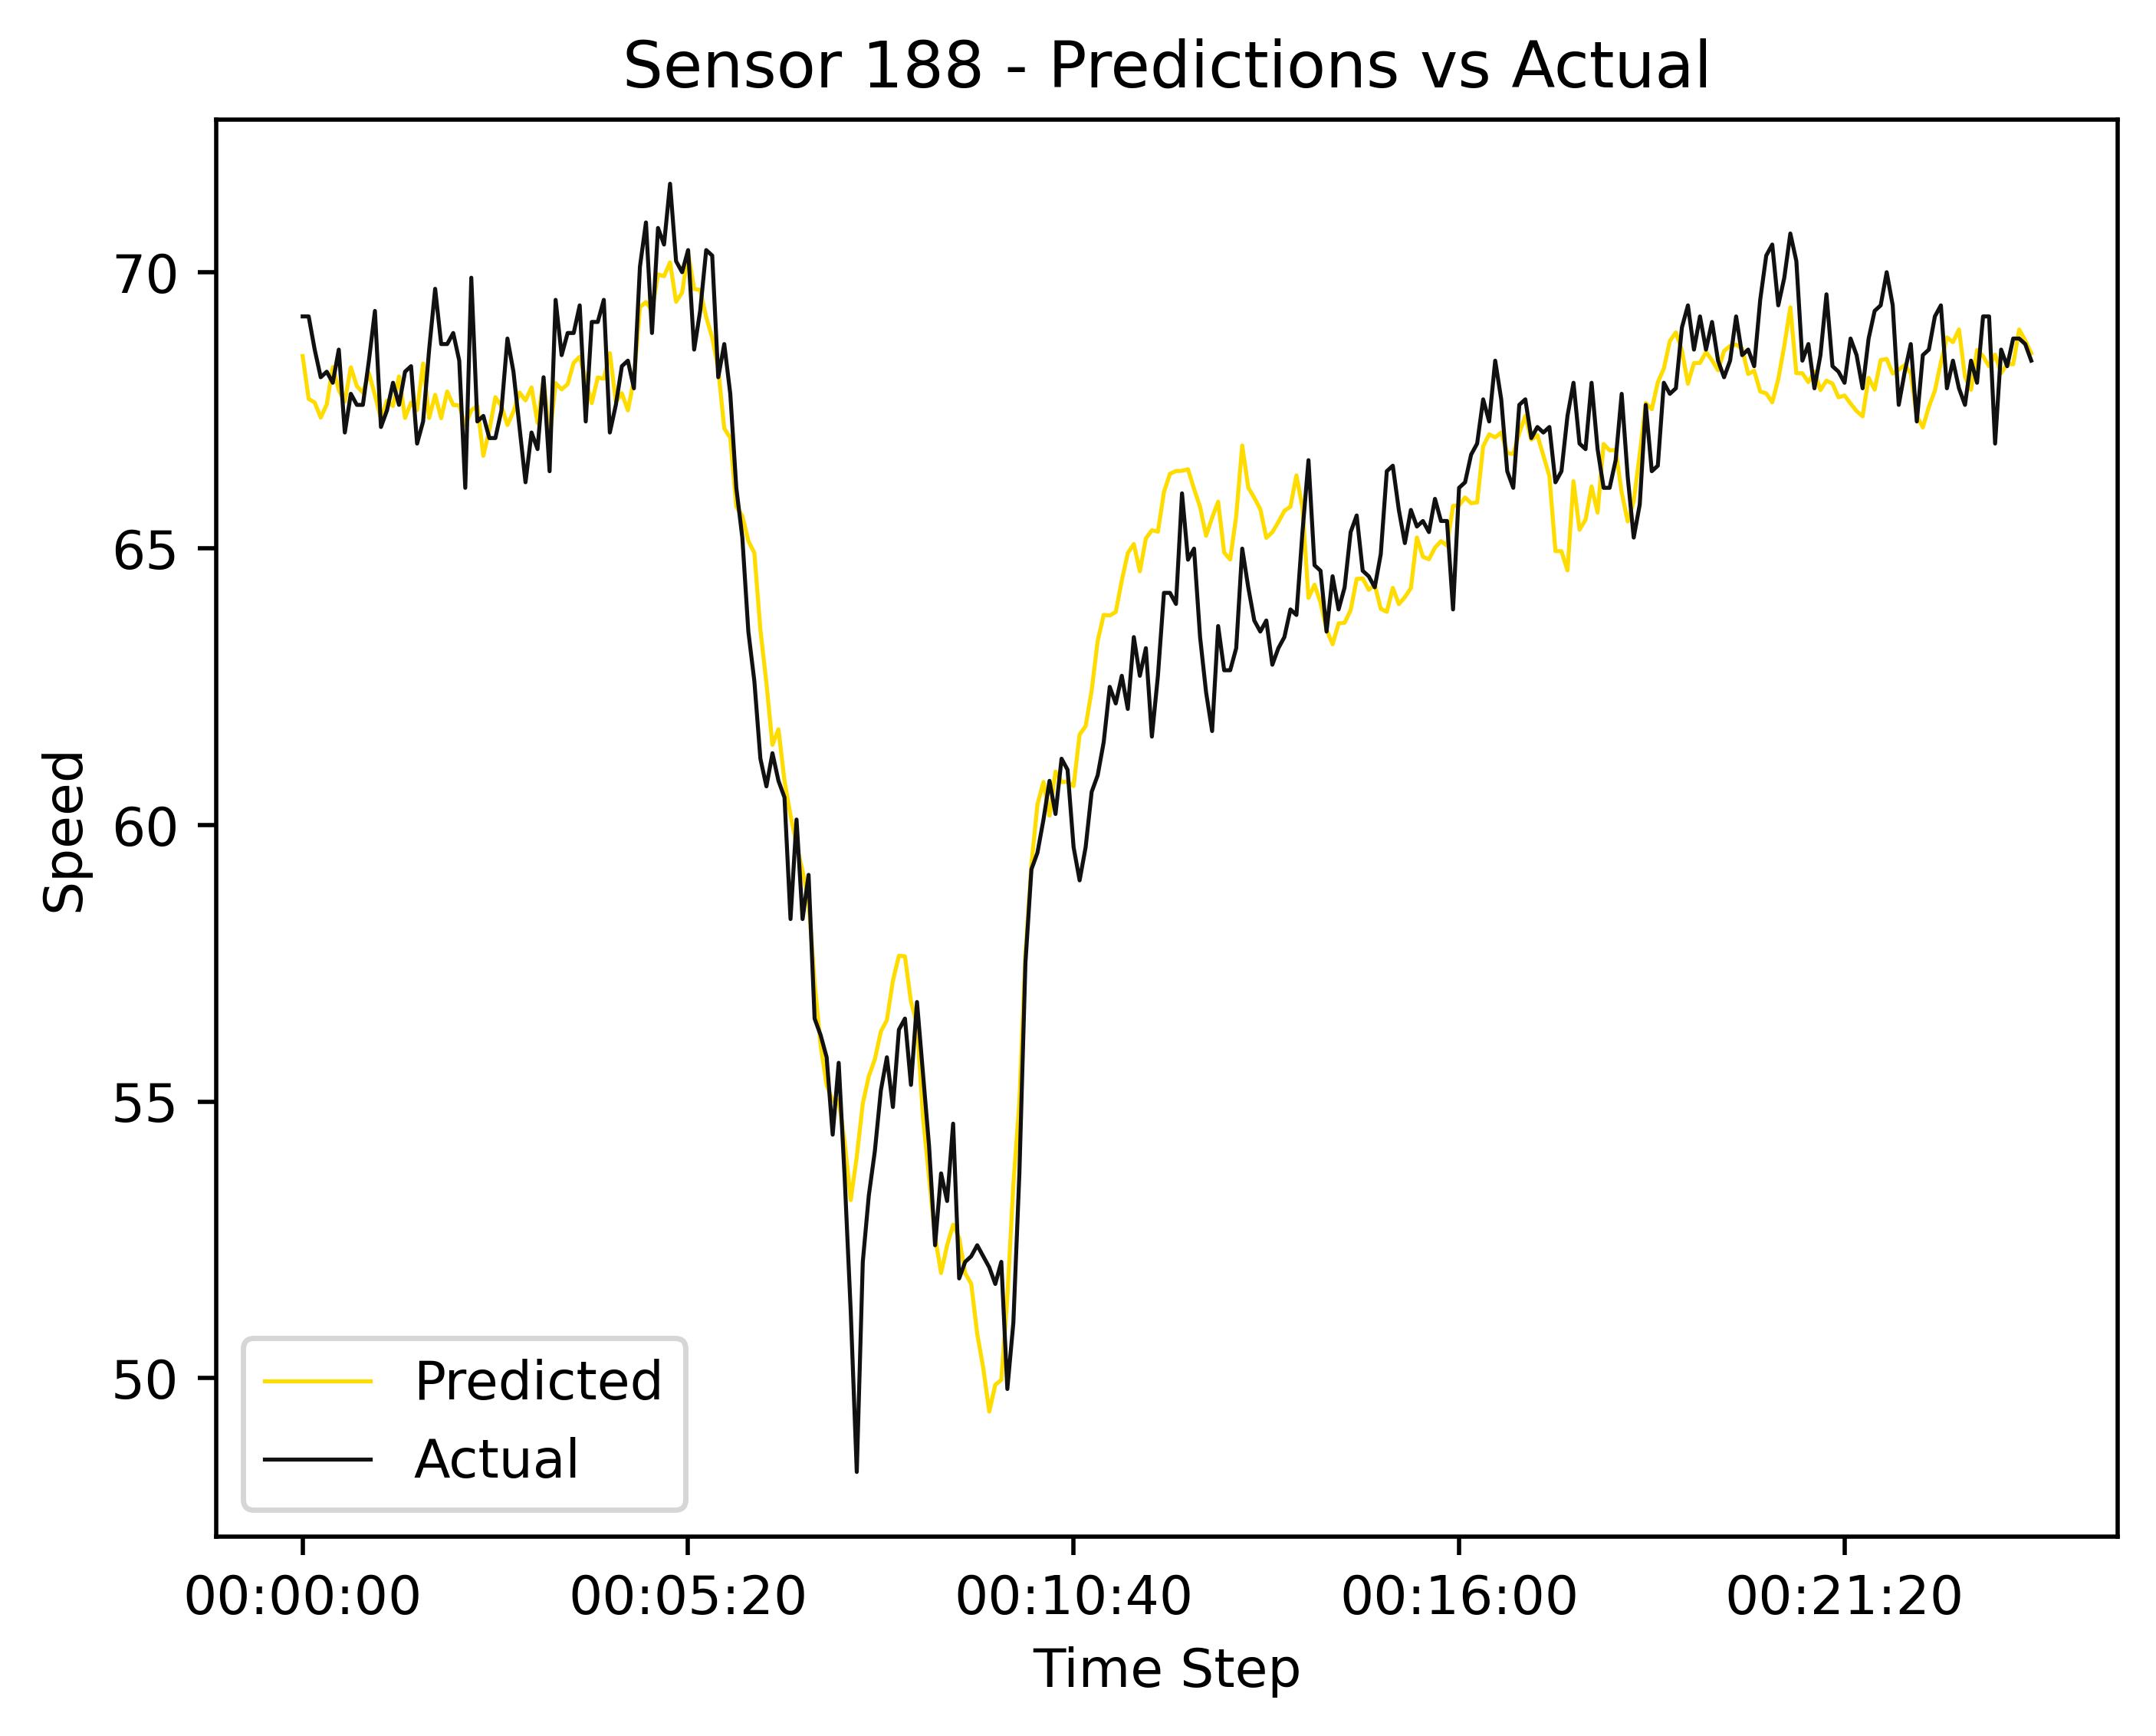 Sensor 188 - Predictions vs Actual
70
65
60
55
50
Speed
Predicted
Actual
00:00:00 00:05:20 00:10:40 00:16:00 00:21:20
Time Step